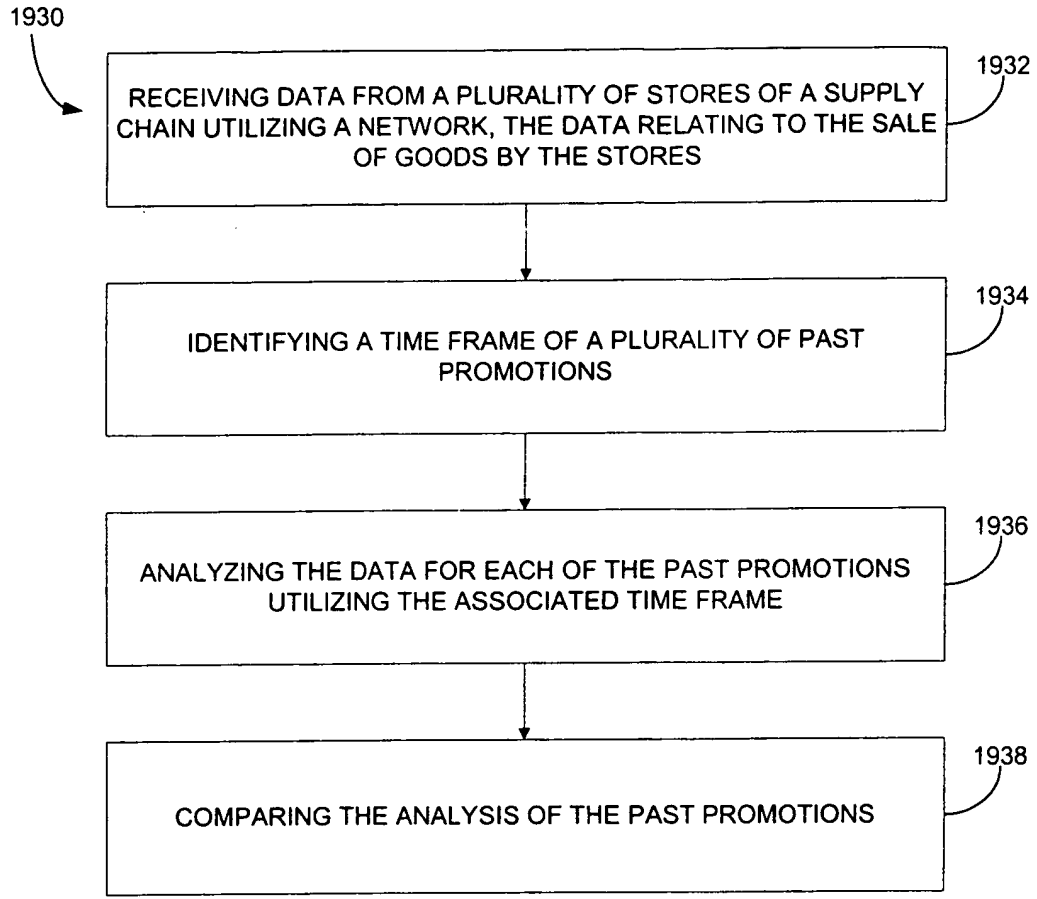 1930
1932
RECEIVING DATA FROM A PLURALITY OF STORES OF A SUPPLY
CHAIN UTILIZING A NETWORK, THE DATA RELATING TO THE SALE
OF GOODS BY THE STORES
1934
IDENTIFYING A TIME FRAME OF A PLURALITY OF PAST
PROMOTIONS
1936
ANALYZING THE DATA FOR EACH OF THE PAST PROMOTIONS
UTILIZING THE ASSOCIATED TIME FRAME
1938
COMPARING THE ANALYSIS OF THE PAST PROMOTIONS